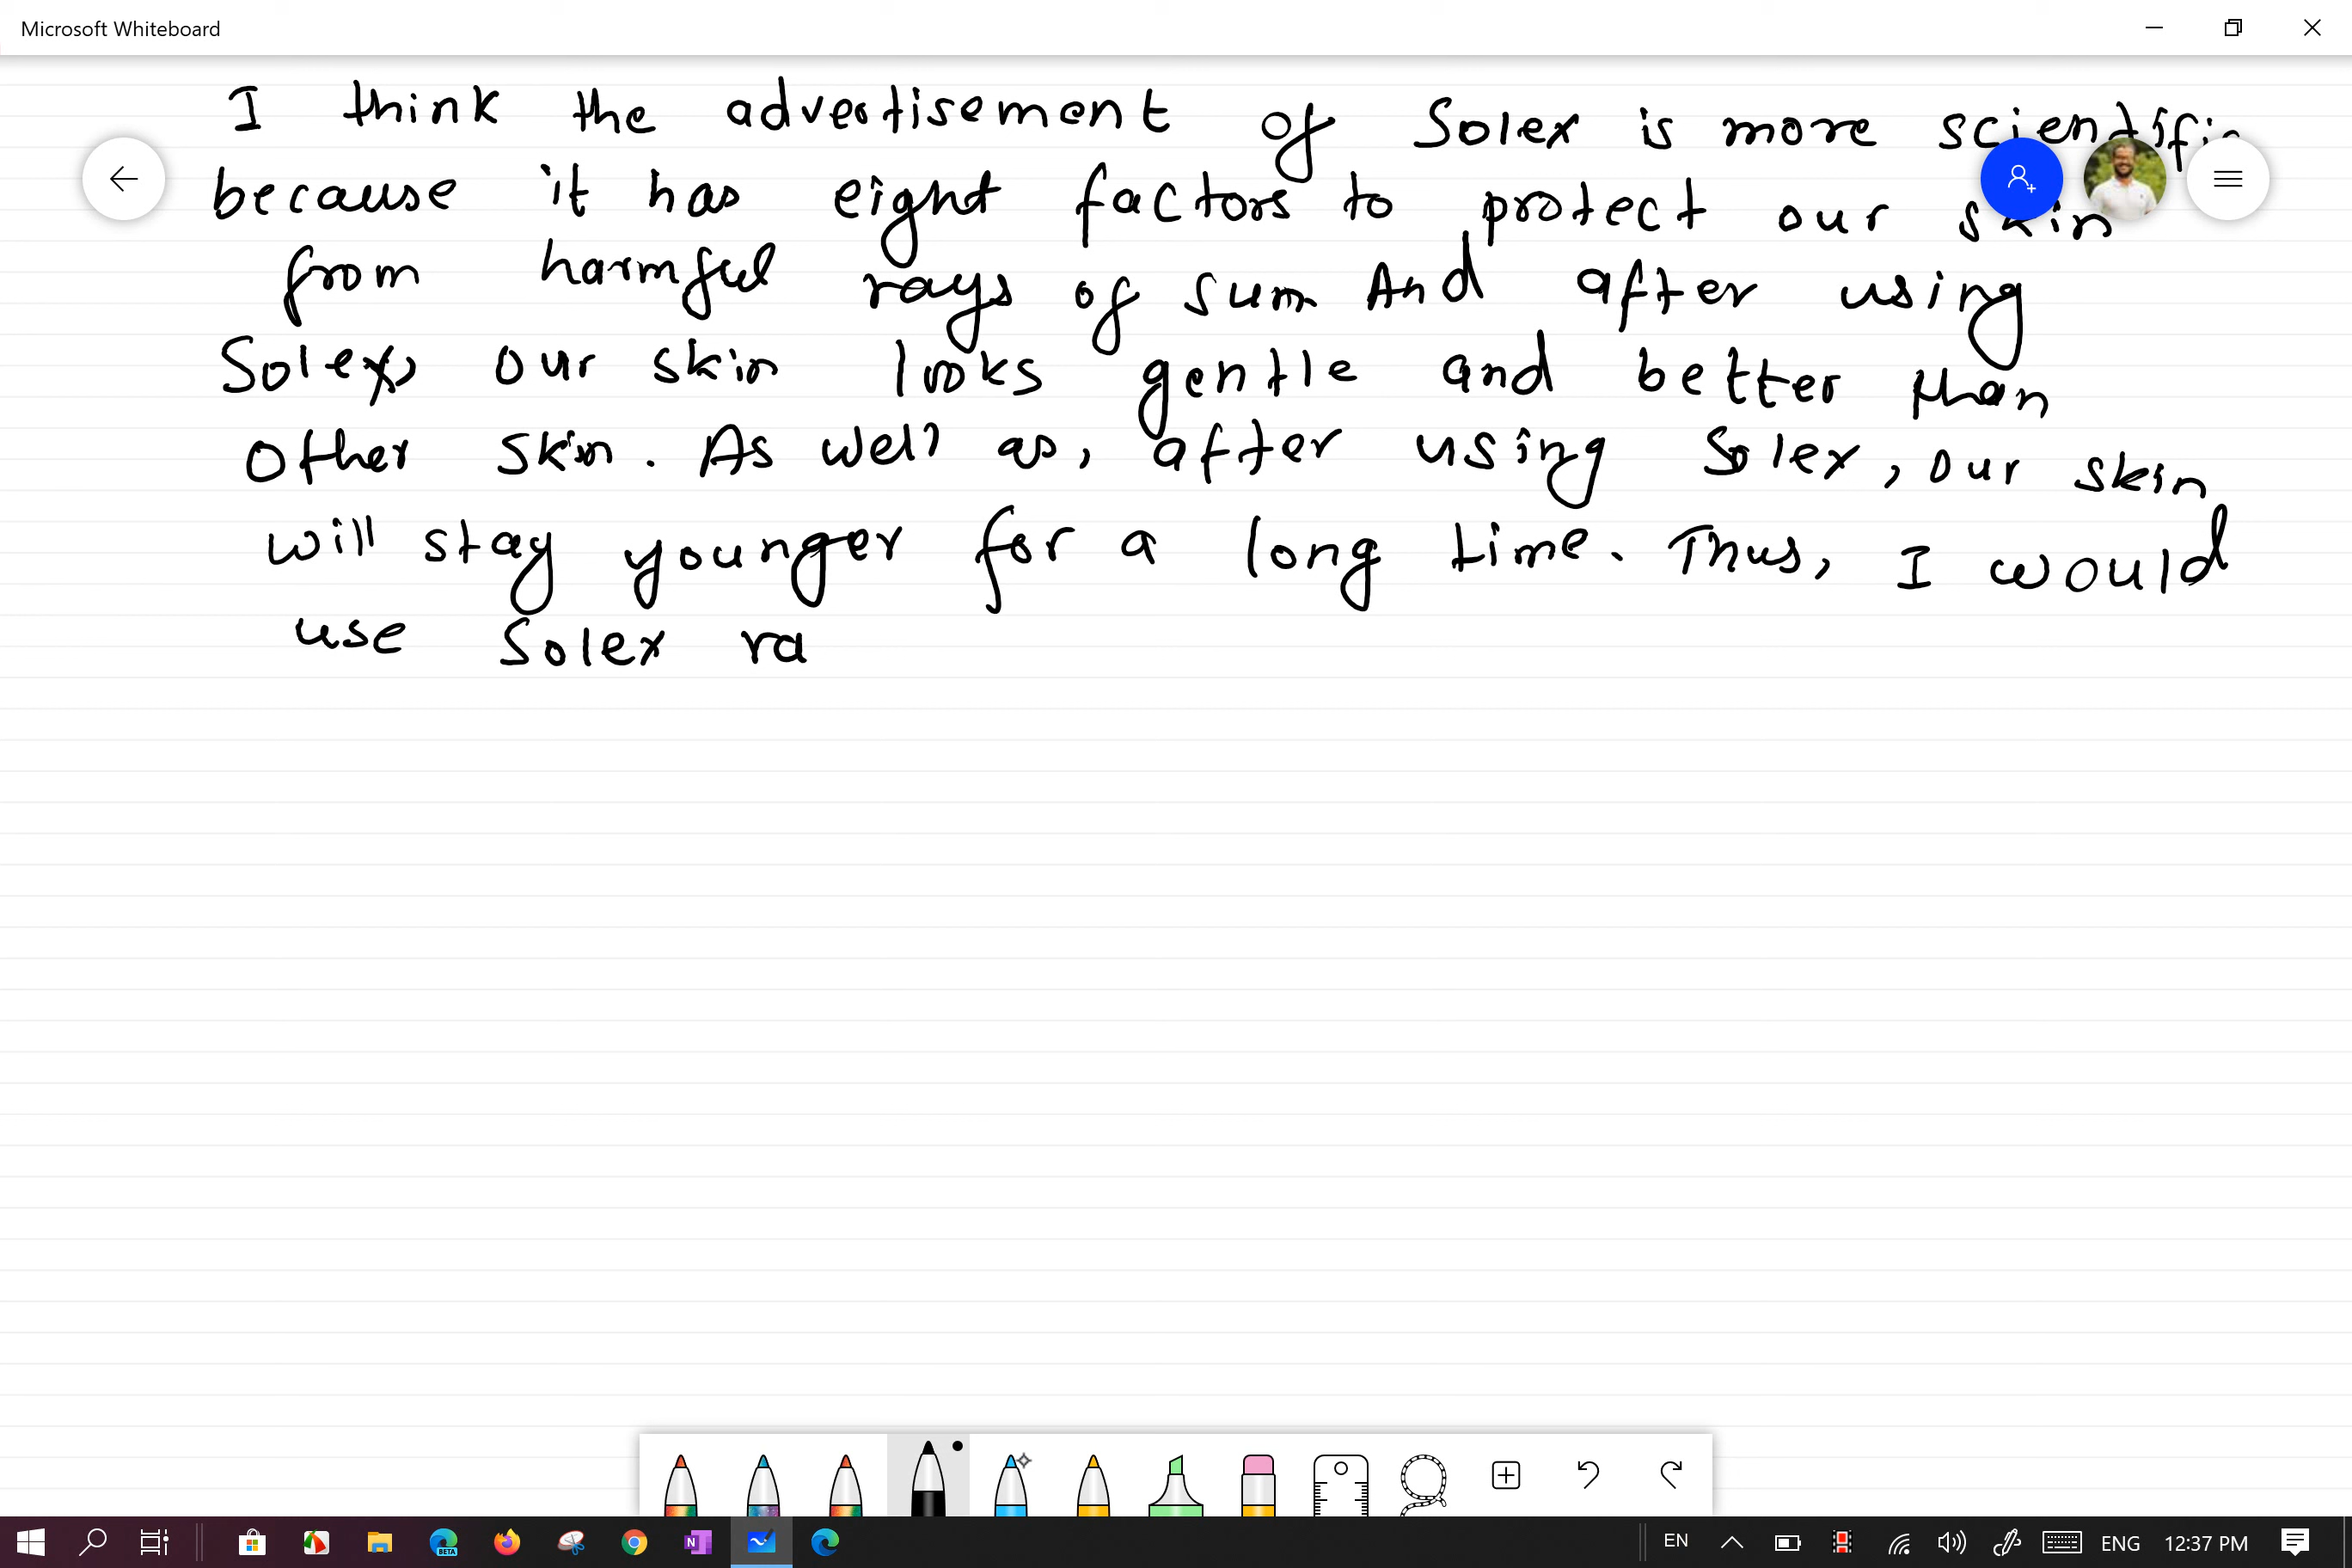 Microsoft Whiteboard
I think the advertisement of Solex is more scientific
because it has eight factors to protect our skin
from harmful rays of sum And after using
Solex, our skin looks gentle and better than
other skin. As well as, after using Solex, our skin
will stay younger for a long time. Thus, I would
use Solex ra
BETA
N
EN
ENG
12:37 PM